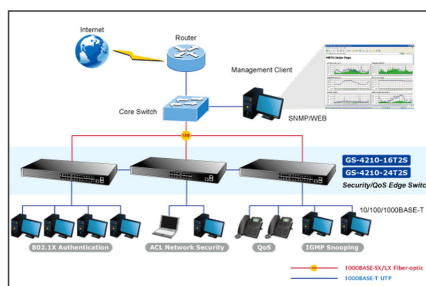 Internet
Router
Management Client
Core Switch
SNMP/WEB
GS-4210-16T2S
GS-4210-24T2S
Security/QoS Edge Switc
10/100/1000BASE-T
802.1X Authentication
ACL Network Security
QoS
IGMP Snooping
1000BASE-SX/LX Fiber-optic
1000BASE-T UTP